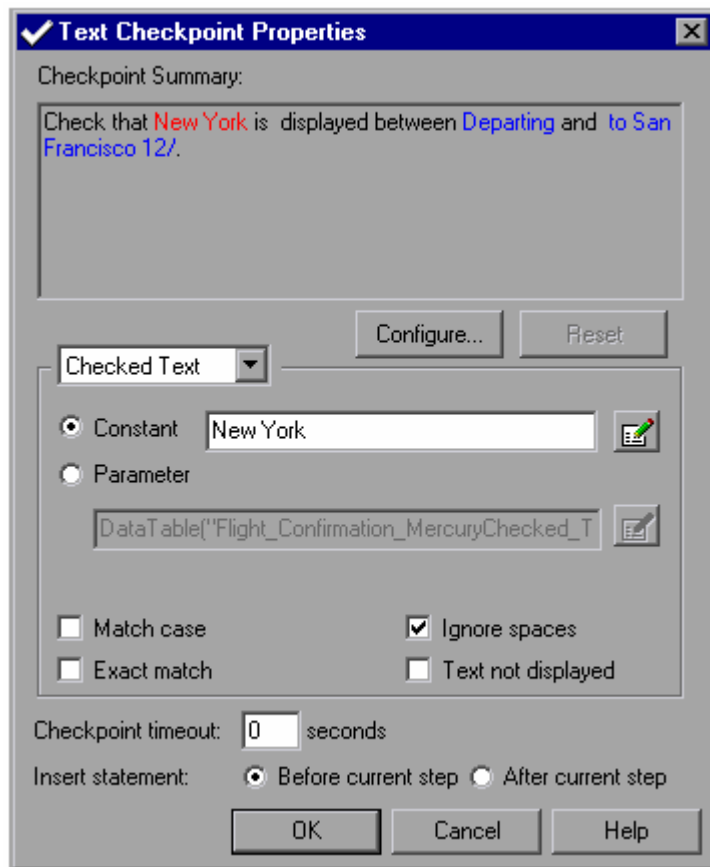 Text Checkpoint Properties
Checkpoint Summary:
Check that New York is displayed between Departing and to San
Francisco 12/.
Configure... Reset
Checked Text
Constant New York
Parameter
DataTable("Flight_Confirmation_MercuryChecked_T
Match case Ignore spaces
Exact match Text not displayed
Checkpoint timeout: 0 seconds
Insert statement: Before current step After current step
OK Cancel Help